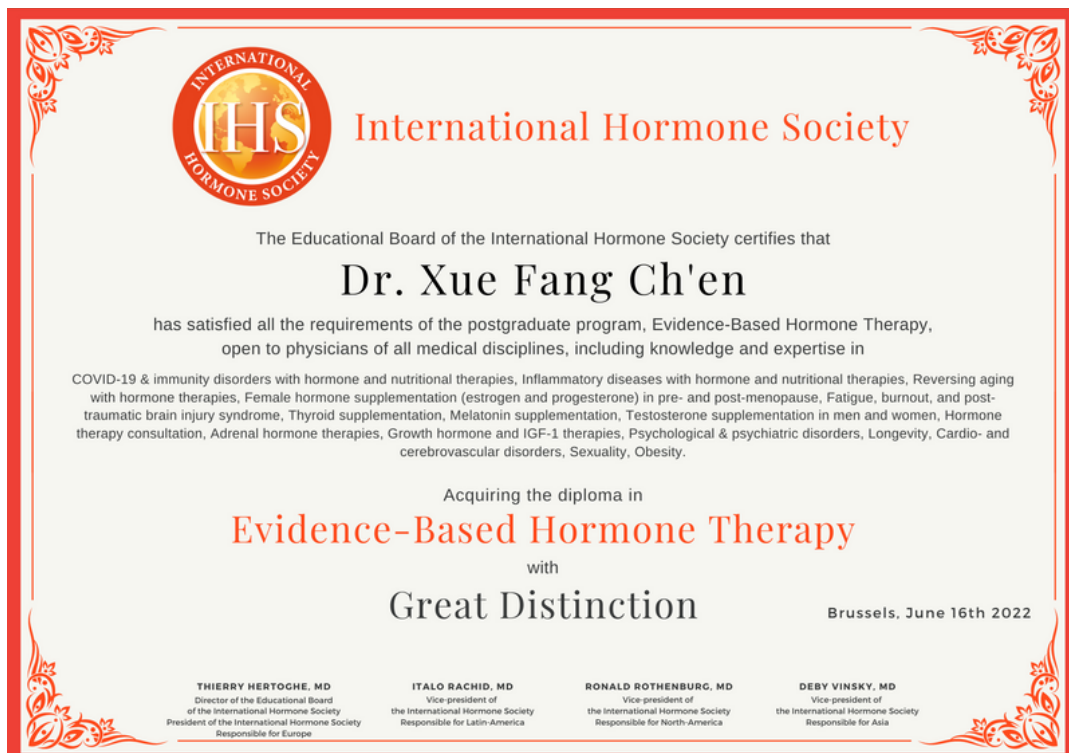 INTERNATIONAL
IHS
HORMONE SOCIETY
International Hormone Society
The Educational Board of the International Hormone Society certifies that
Dr. Xue Fang Ch'en
has satisfied all the requirements of the postgraduate program, Evidence-Based Hormone Therapy,
open to physicians of all medical disciplines, including knowledge and expertise in
COVID-19 & immunity disorders with hormone and nutritional therapies, Inflammatory diseases with hormone and nutritional therapies, Reversing aging
with hormone therapies, Female hormone supplementation (estrogen and progesterone) in pre- and post-menopause, Fatigue, burnout, and post-
traumatic brain injury syndrome, Thyroid supplementation, Melatonin supplementation, Testosterone supplementation in men and women, Hormone
therapy consultation, Adrenal hormone therapies, Growth hormone and IGF-1 therapies, Psychological & psychiatric disorders, Longevity, Cardio- and
cerebrovascular disorders, Sexuality, Obesity.
Acquiring the diploma in
Evidence-Based Hormone Therapy
with
Great Distinction
Brussels, June 16th 2022
THIERRY HERTOGHE, MD
Director of the Educational Board
of the International Hormone Society
President of the International Hormone Society
Responsible for Europe
ITALO RACHID, MD
Vice-president of
the International Hormone Society
Responsible for Latin-America
RONALD ROTHENBURG, MD
Vice-president of
the International Hormone Society
Responsible for North-America
DEBY VINSKY, MD
Vice-president of
the International Hormone Society
Responsible for Asia